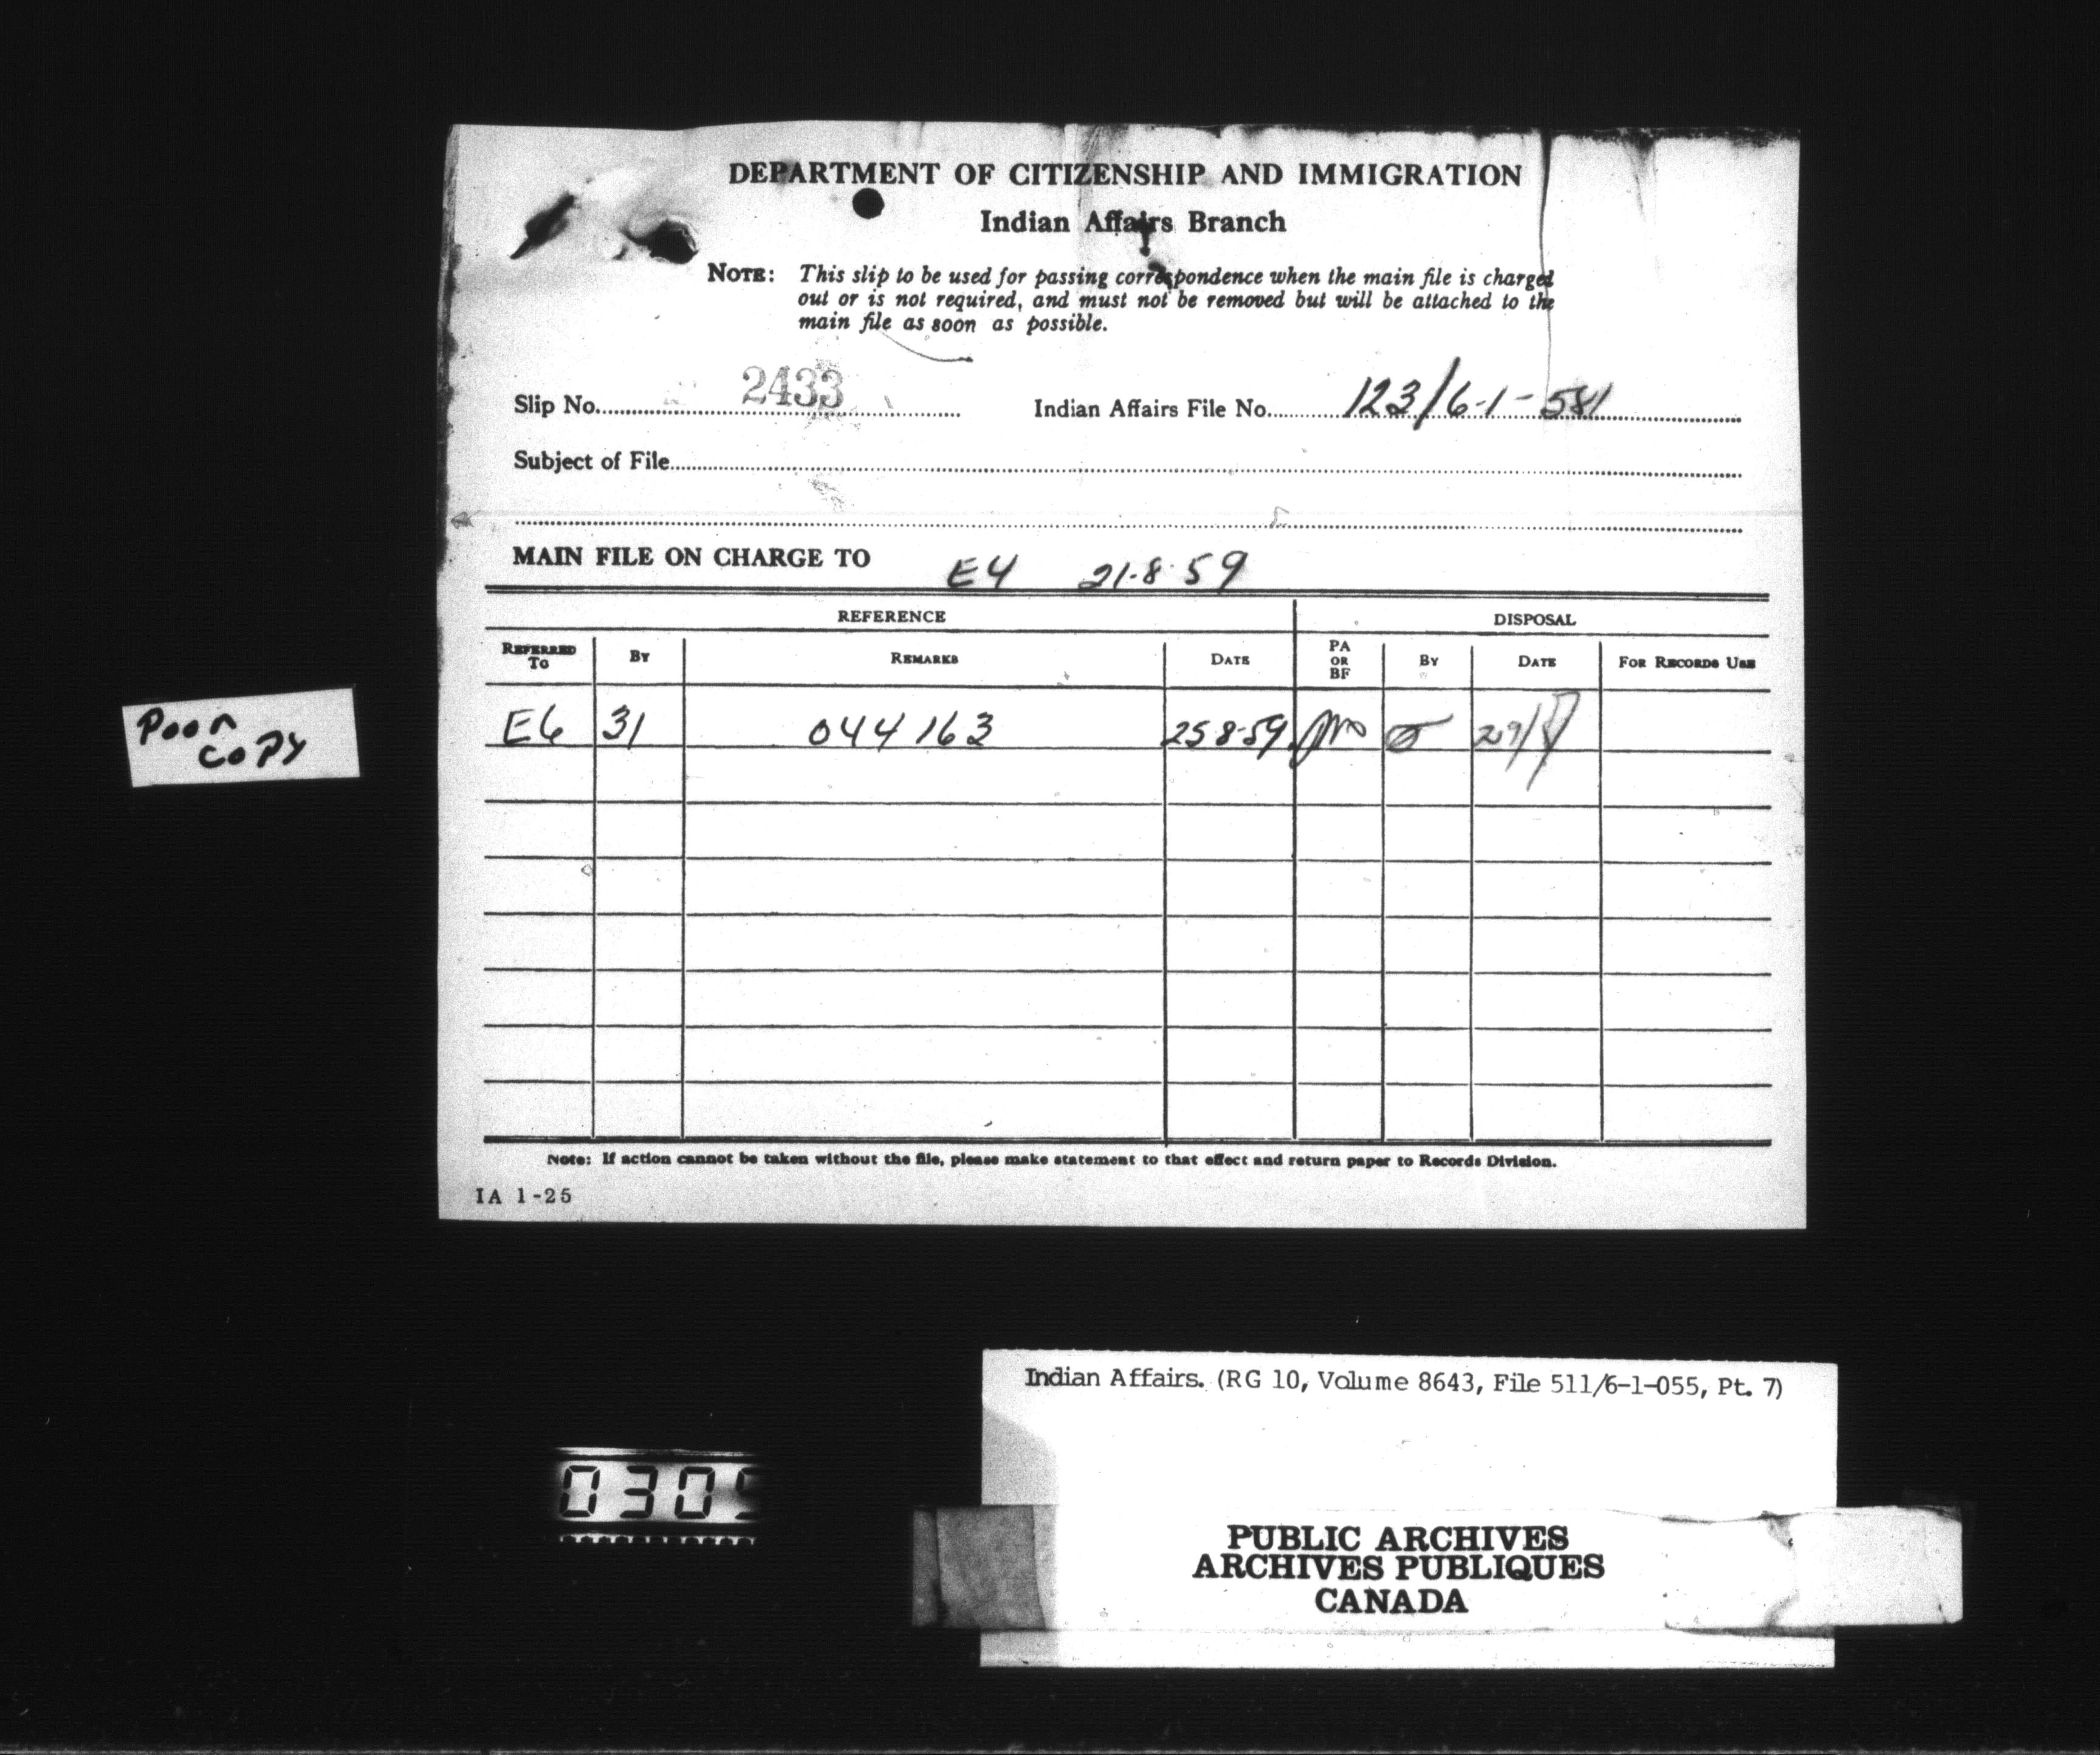 DEPARTMENT OF CITIZENSHIP AND IMMIGRATION
Indian Affairs Branch
NOTE: This slip to be used for passing correspondence when the main file is charged
out or is not required, and must not be removed but will be attached to the
main file as soon as possible.
Slip No. 2433 Indian Affairs File No. 123/6-1-581
Subject of File
MAIN FILE ON CHARGE TO E4 21-8-59
REFERENCE DISPOSAL
REFERRED TO BY REMARKS DATE PA OR BF BY DATE FOR RECORDS USE
E6 31 044163 25-8-59
Note: If action cannot be taken without the file, please make statement to that effect and return paper to Records Division.
IA 1-25
Poor
copy
Indian Affairs. (RG 10, Volume 8643, File 511/6-1-055, Pt. 7)
0305
PUBLIC ARCHIVES
ARCHIVES PUBLIQUES
CANADA